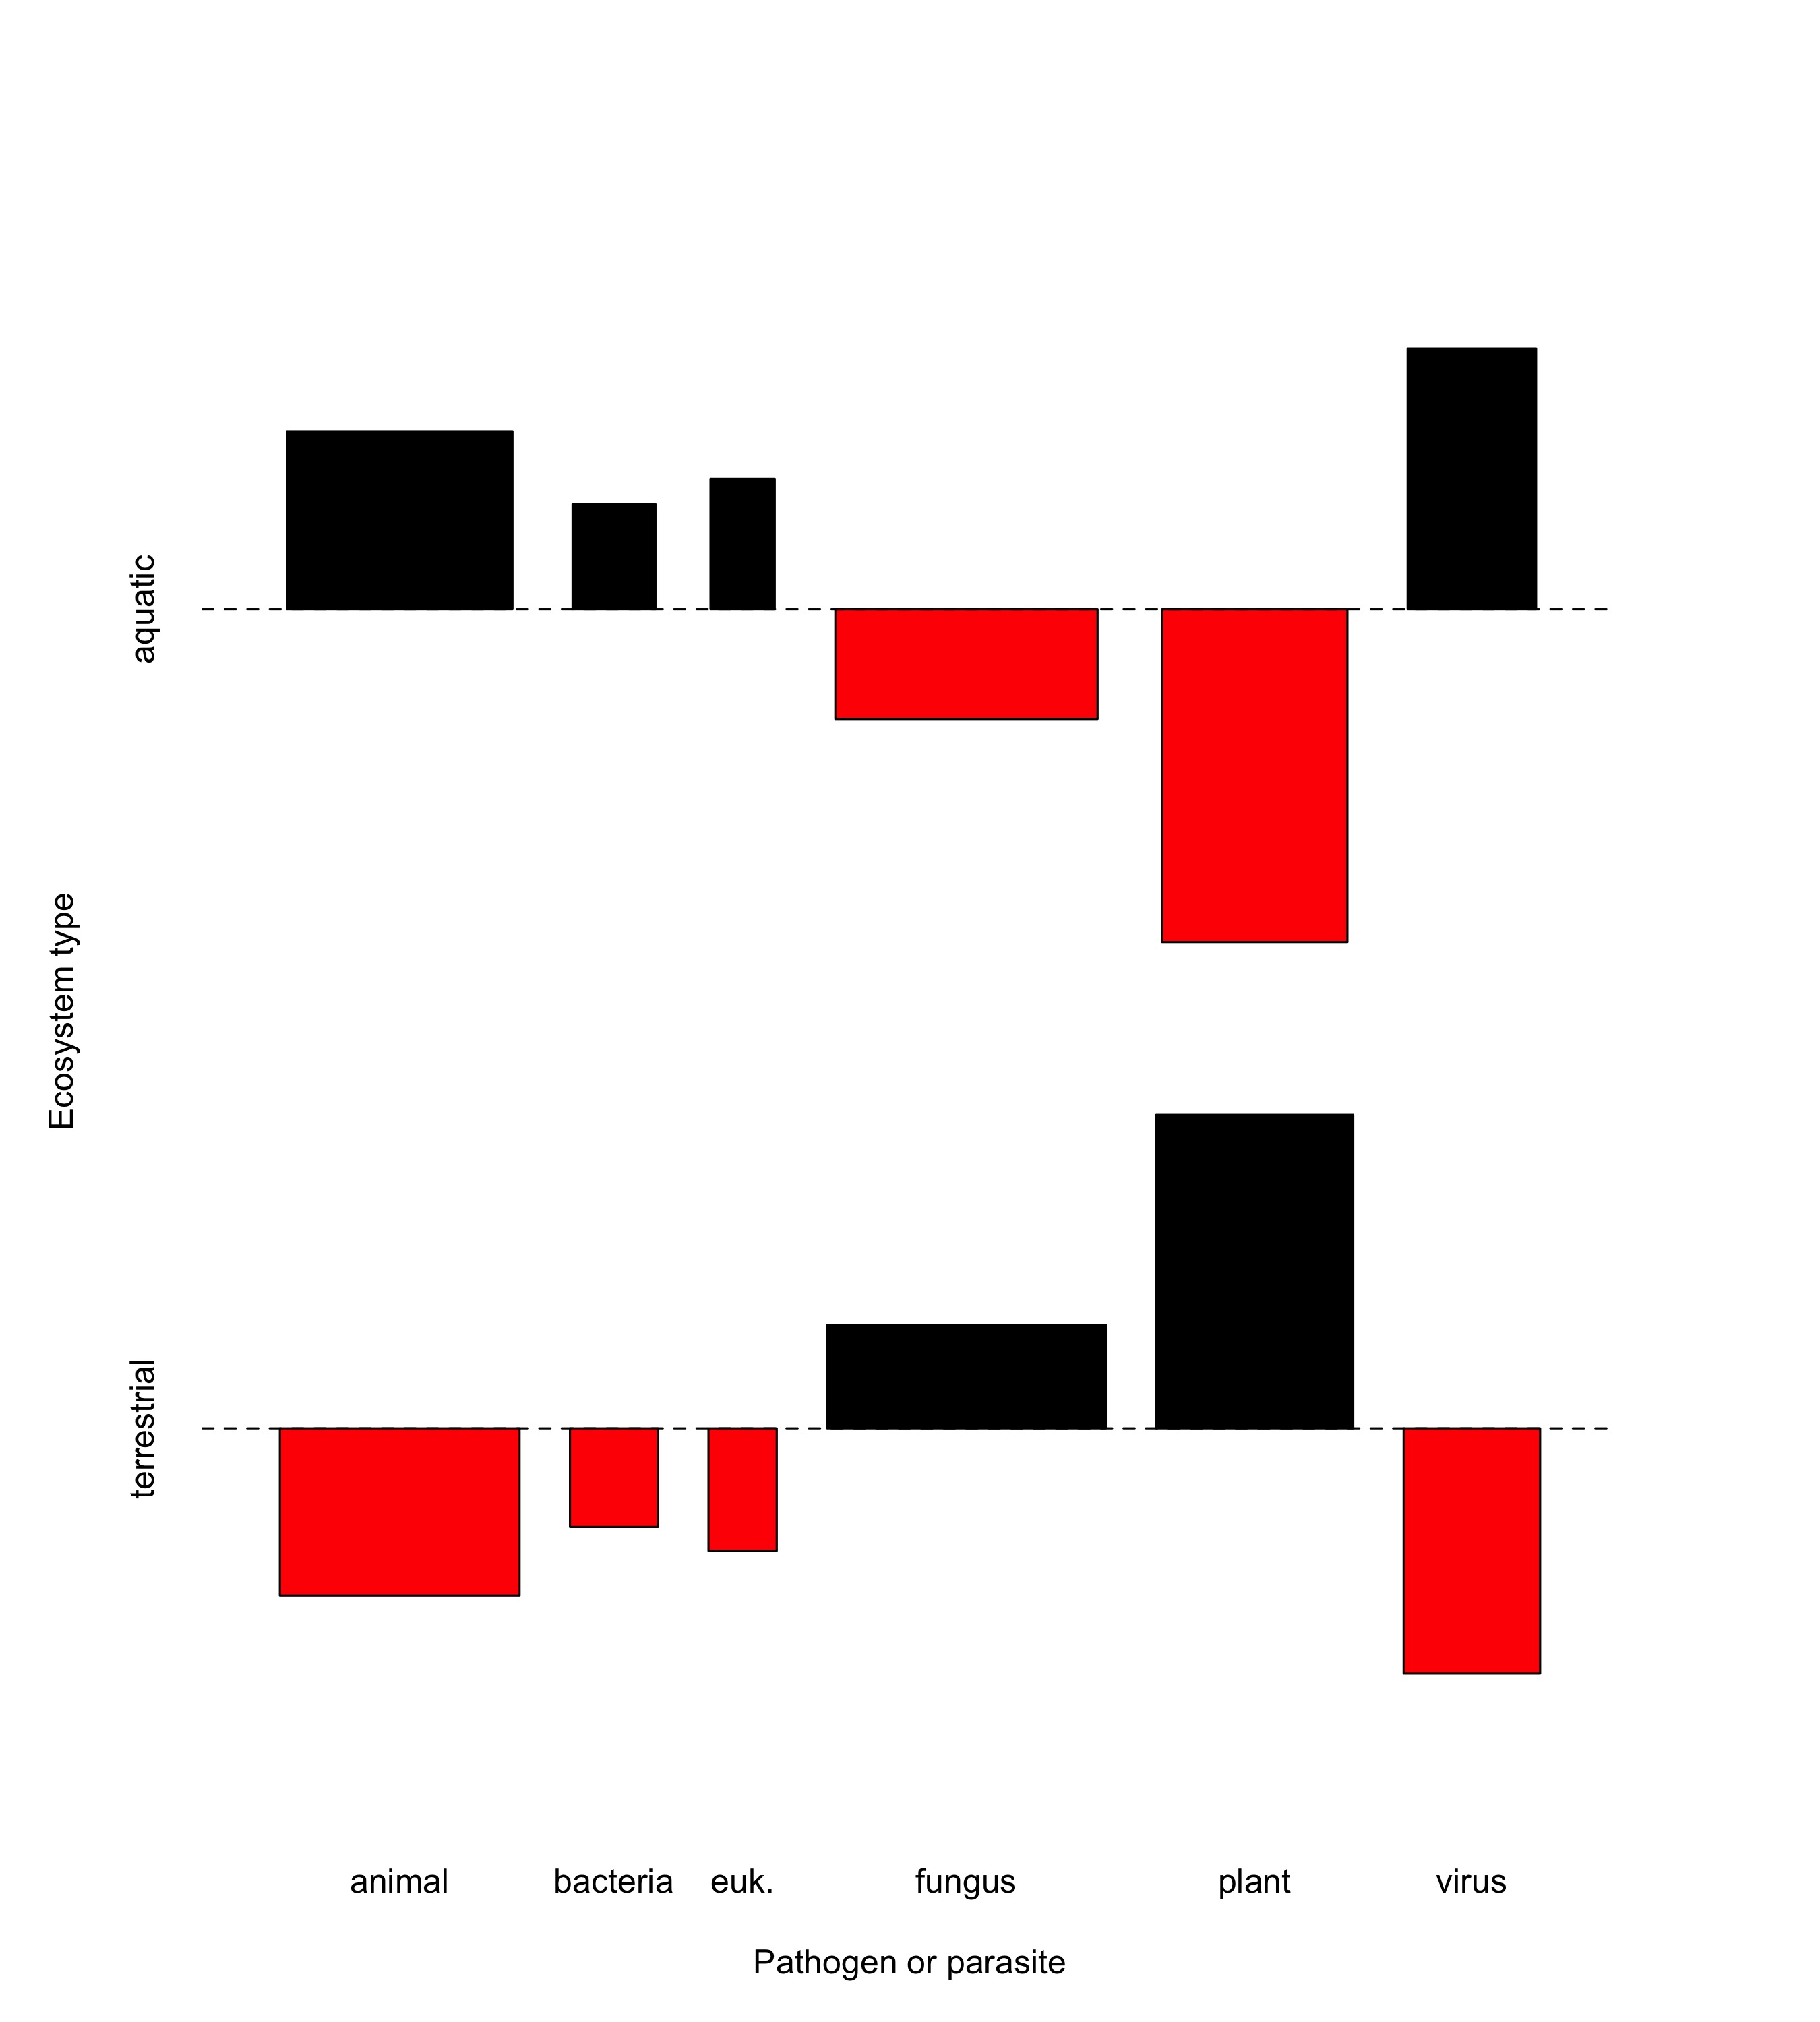 Ecosystem type
aquatic
terrestrial
animal bacteria euk. fungus plant virus
Pathogen or parasite